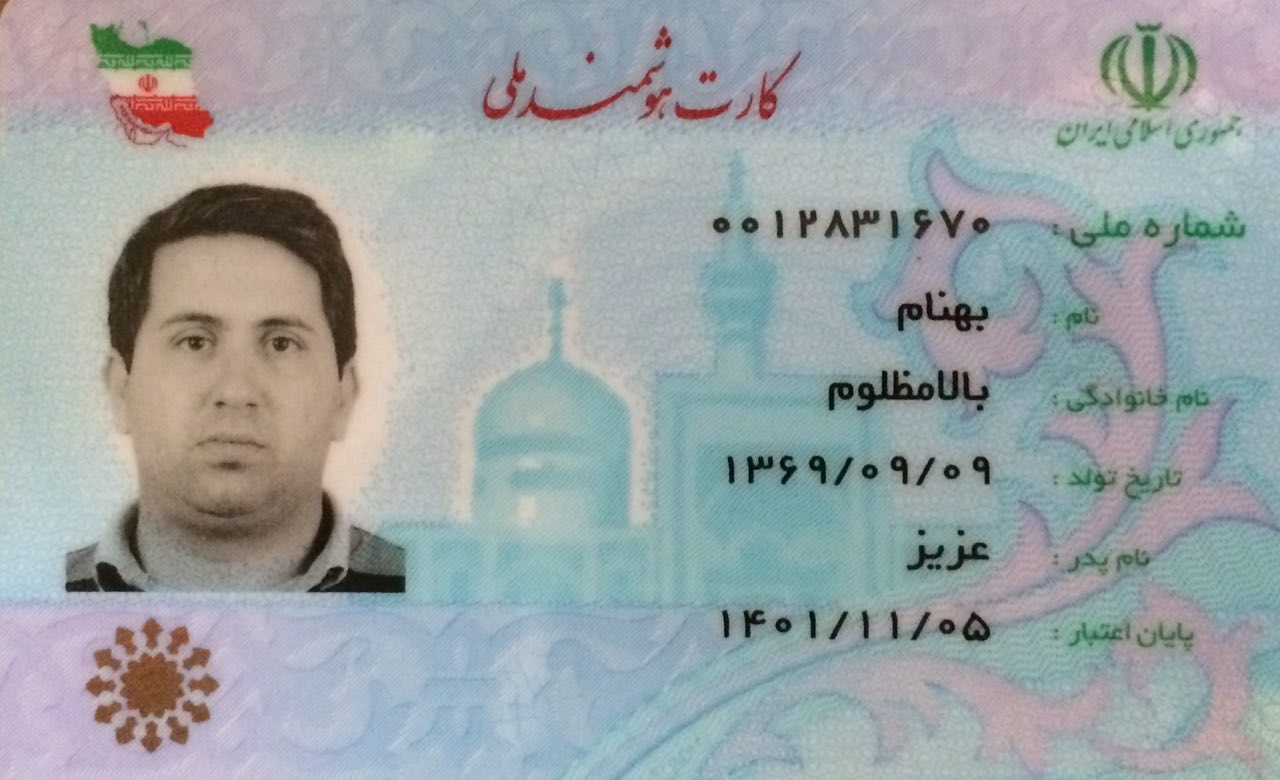 کارت هوشمند ملی
جمهوری اسلامی ایران
شماره ملی : ۰۰۱۲۸۳۱۶۷۰
نام : بهنام
نام خانوادگی : بالامظلوم
تاریخ تولد : ۱۳۶۹/۰۹/۰۹
نام پدر : عزیز
پایان اعتبار : ۱۴۰۱/۱۱/۰۵